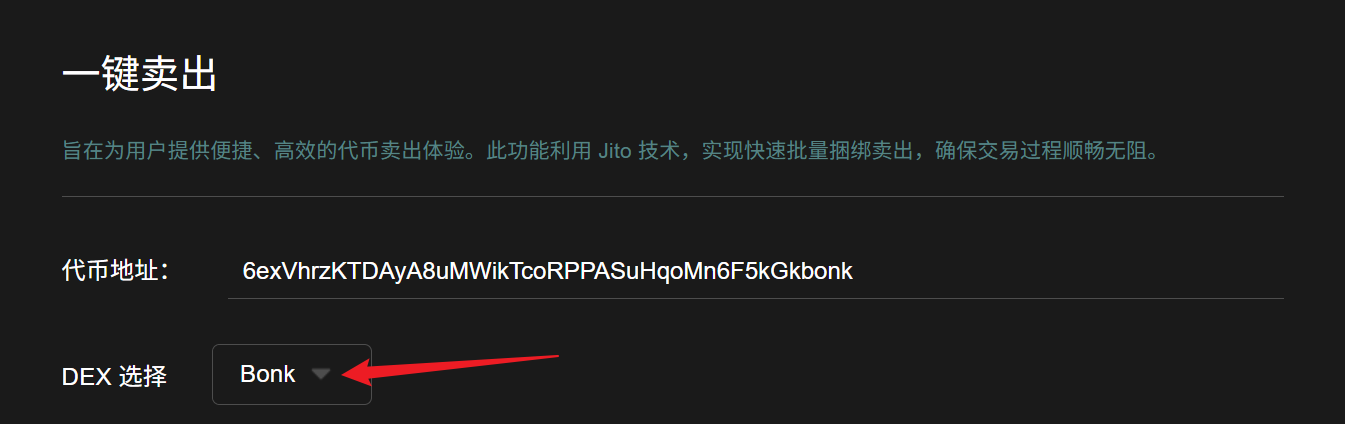 一键卖出
旨在为用户提供便捷、高效的代币卖出体验。此功能利用 Jito 技术，实现快速批量捆绑卖出，确保交易过程顺畅无阻。
代币地址：
6exVhrzKTDAyA8uMWikTcoRPPASuHqoMn6F5kGkbonk
DEX 选择
Bonk